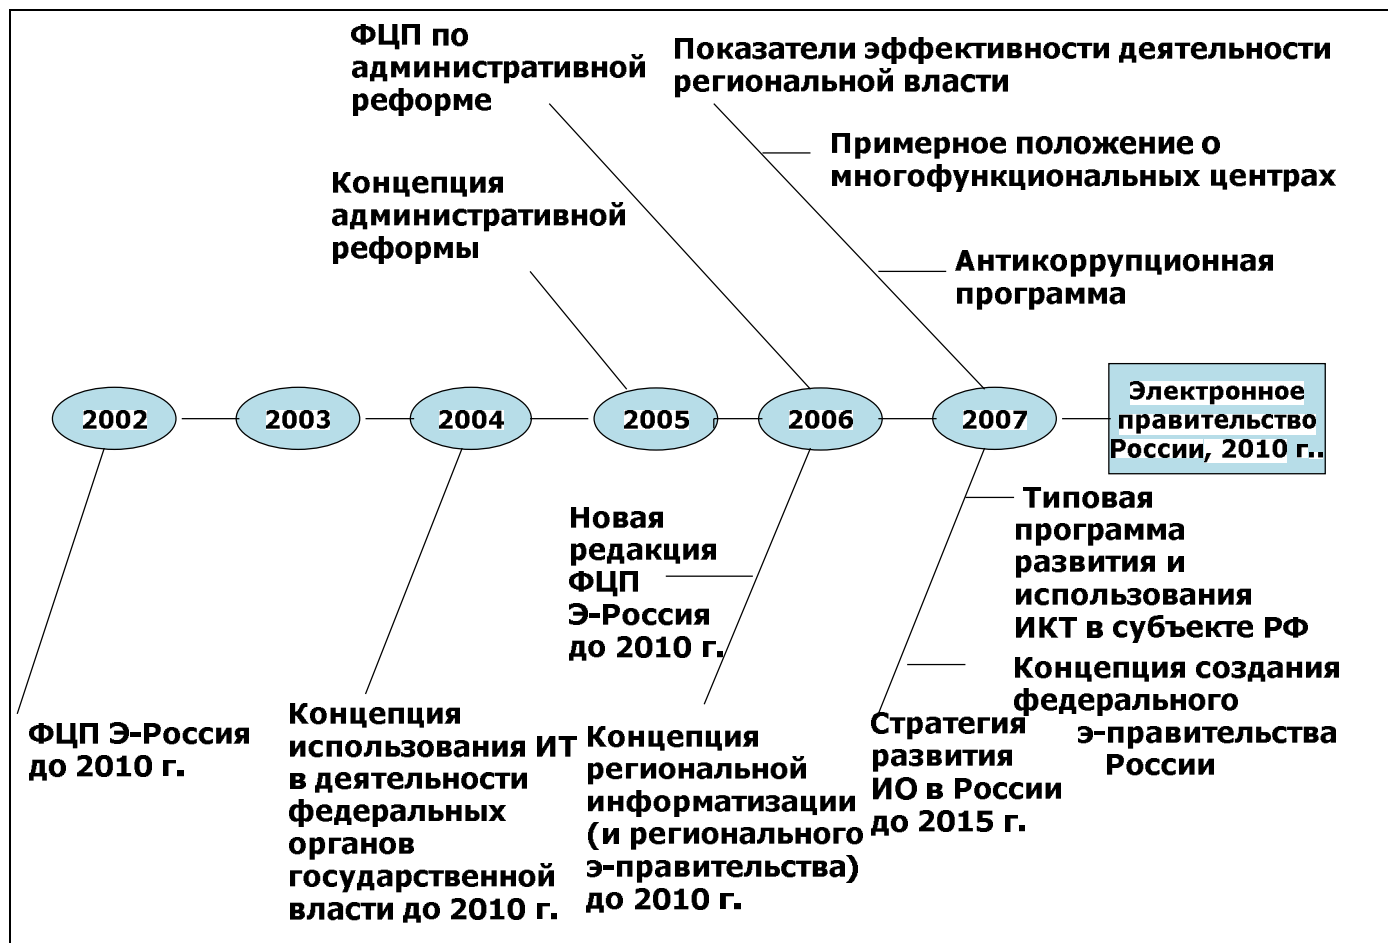 ФЦП по
административной
реформе
Показатели эффективности деятельности
региональной власти
Примерное положение о
многофункциональных центрах
Концепция
административной
реформы
Антикоррупционная
программа
2002
2003
2004
2005
2006
2007
Электронное
правительство
России, 2010 г..
Новая
редакция
ФЦП
Э-Россия
до 2010 г.
Типовая
программа
развития и
использования
ИКТ в субъекте РФ
Концепция создания
федерального
э-правительства
России
ФЦП Э-Россия
до 2010 г.
Концепция
использования ИТ
в деятельности
федеральных
органов
государственной
власти до 2010 г.
Концепция
региональной
информатизации
(и регионального
э-правительства)
до 2010 г.
Стратегия
развития
ИО в России
до 2015 г.